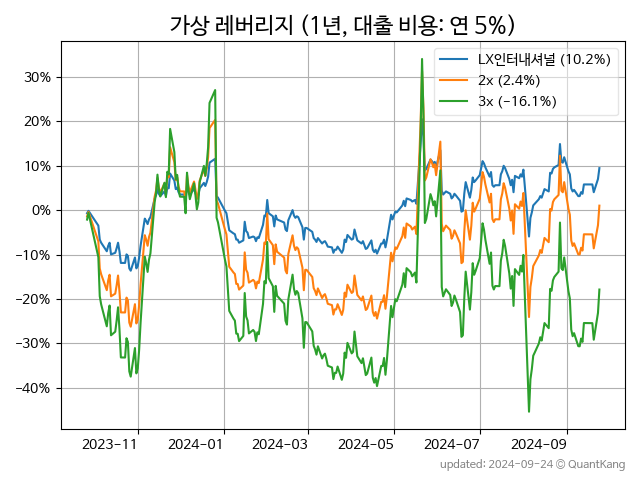 가상 레버리지 (1년, 대출 비용: 연 5%)
LX인터내셔널 (10.2%)
2x (2.4%)
3x (−16.1%)
30%
20%
10%
0%
−10%
−20%
−30%
−40%
2023-11
2024-01
2024-03
2024-05
2024-07
2024-09
updated: 2024-09-24 © QuantKang